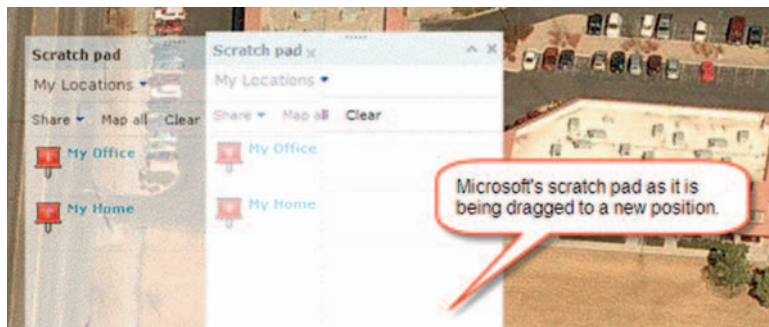 Scratch pad
My Locations
Share Map all Clear
My Office
My Home
Scratch pad x
My Locations
Share Map all Clear
My Office
My Home
Microsoft's scratch pad as it is
being dragged to a new position.